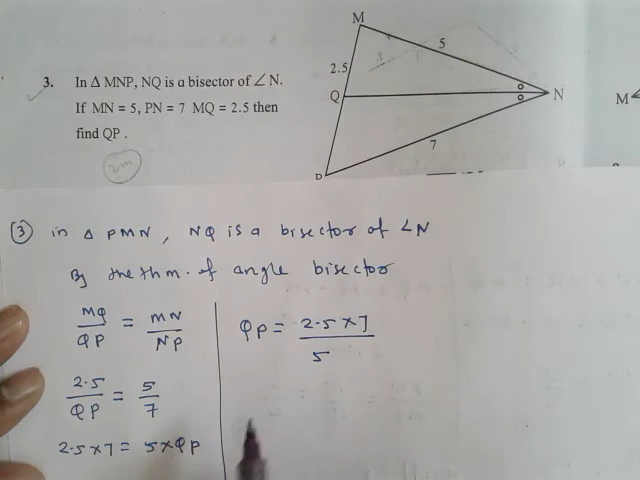 3. In Δ MNP, NQ is a bisector of ∠N.
If MN = 5, PN = 7 MQ = 2.5 then
find QP .
2m
M
5
2.5
Q
N
7
P
M
(3) in Δ PMN, NQ is a bisector of ∠N
By the thm. of angle bisector
MQ/QP = MN/NP
2.5/QP = 5/7
2.5×7 = 5×QP
QP = 2.5×7/5